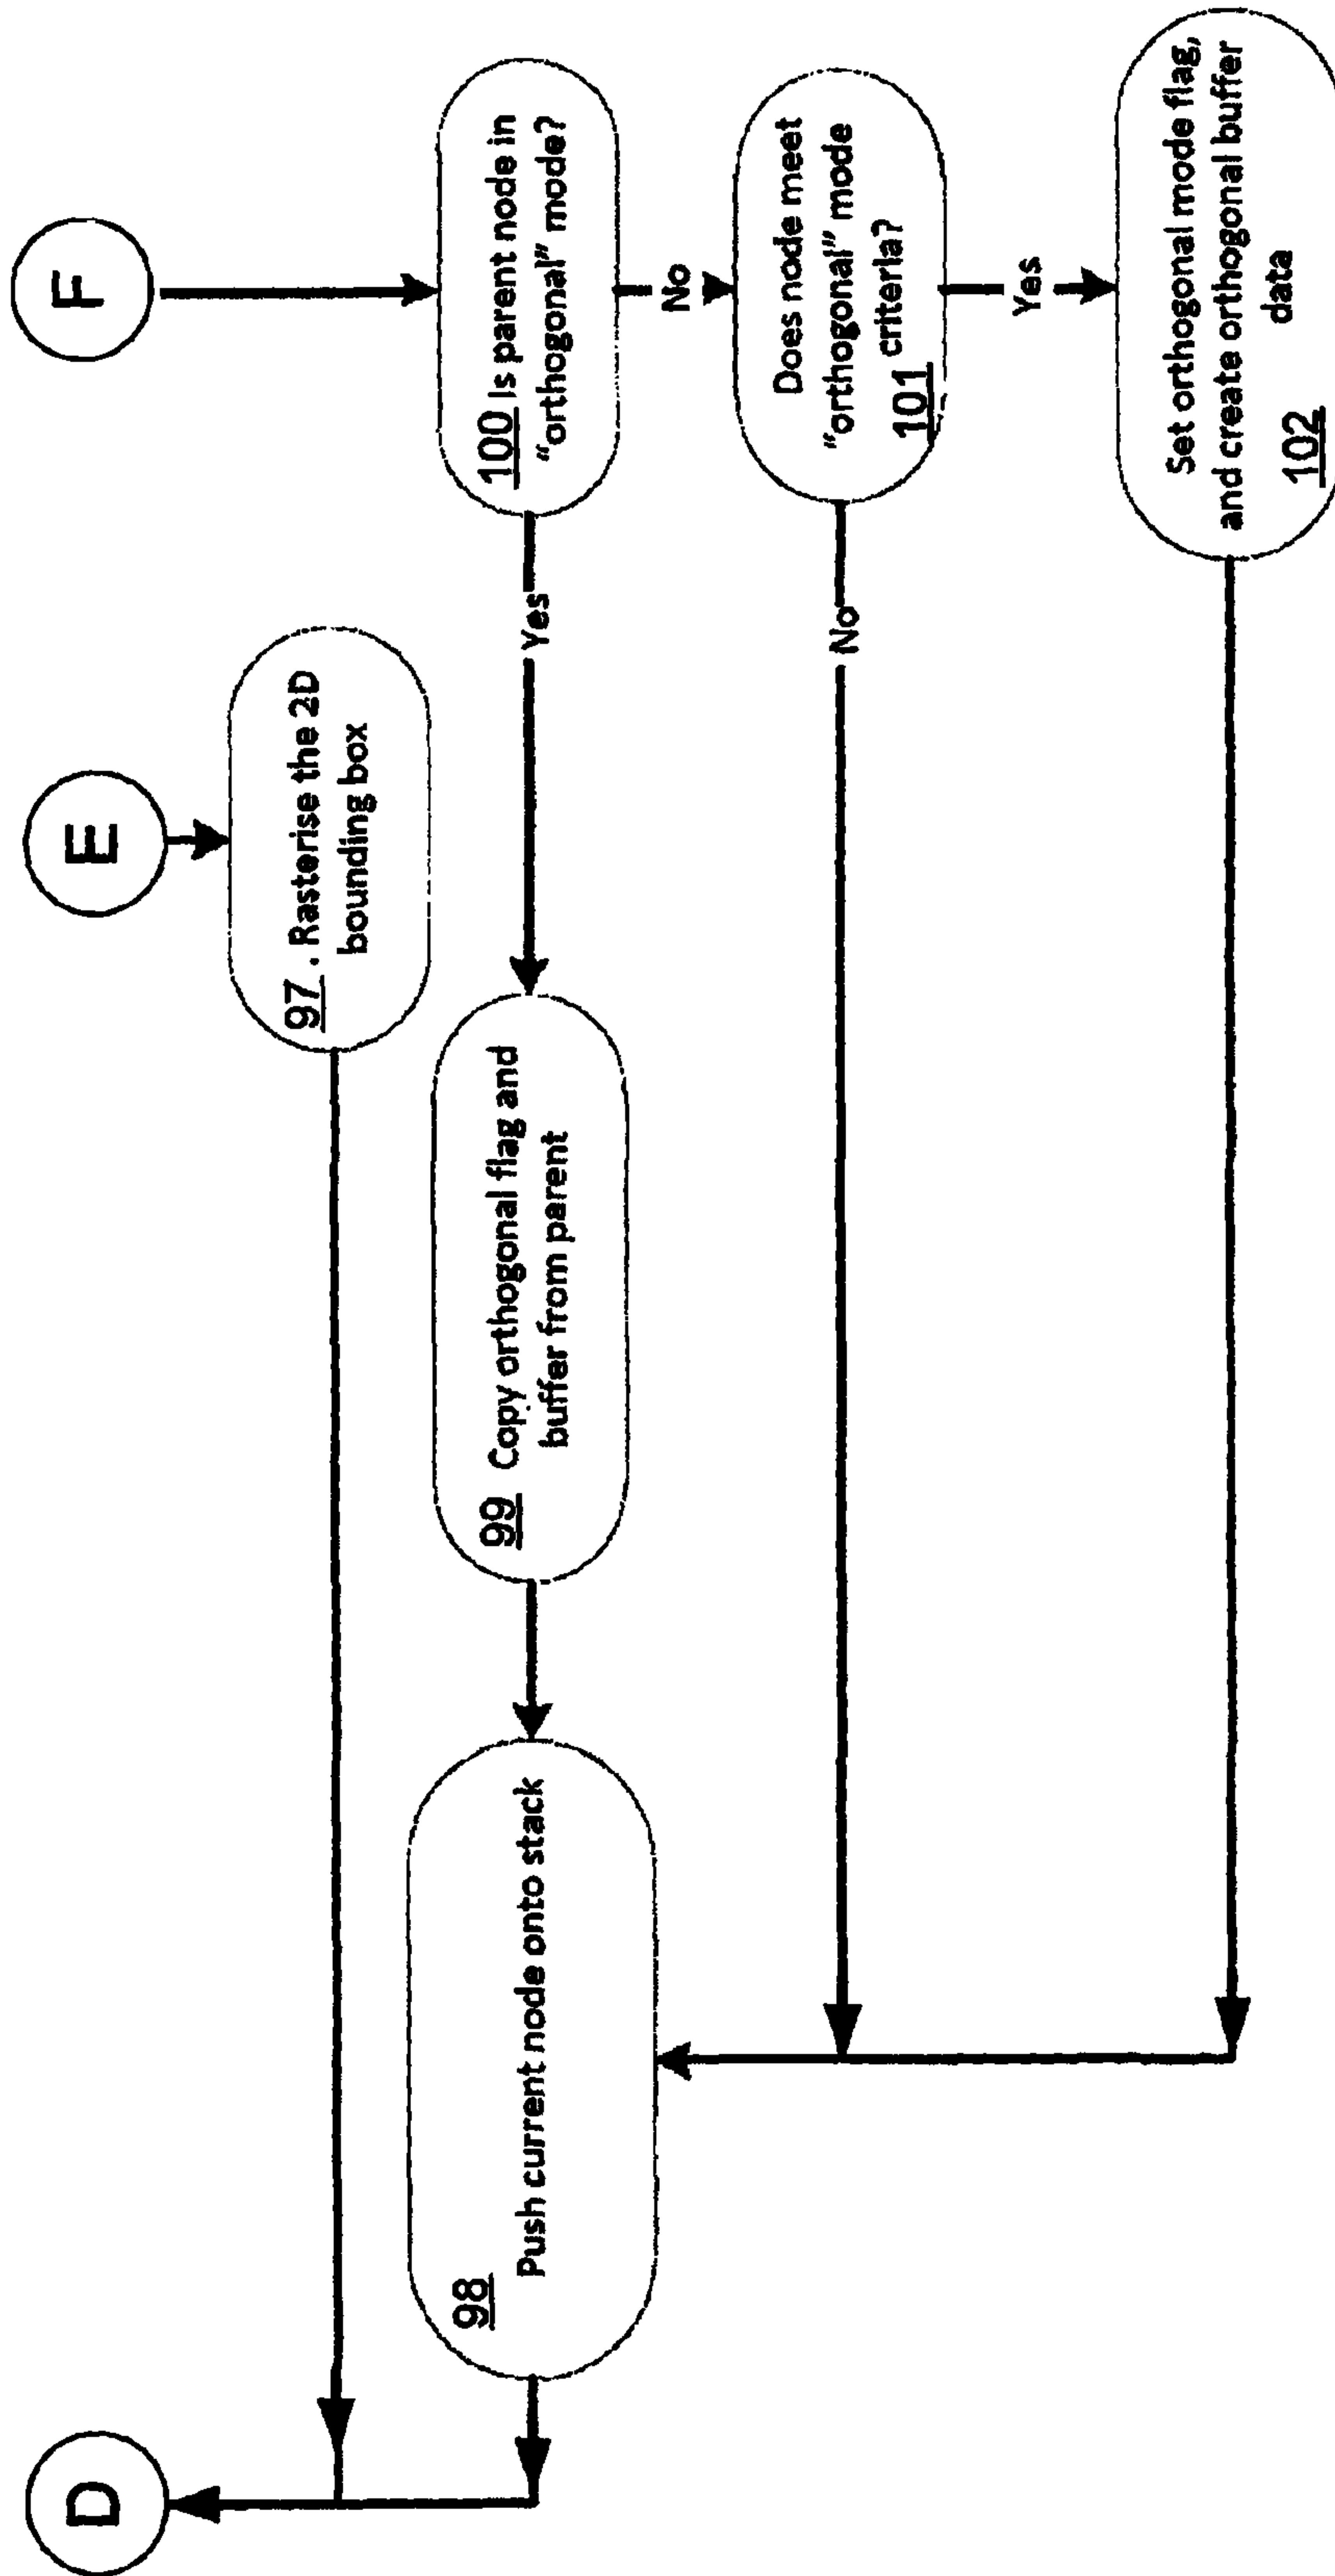 D
E
F
97. Rasterise the 2D
bounding box
98
Push current node onto stack
99 Copy orthogonal flag and
buffer from parent
Yes
100 Is parent node in
"orthogonal" mode?
No
No
Does node meet
"orthogonal" mode
criteria?
101
Yes
Set orthogonal mode flag,
and create orthogonal buffer
data
102